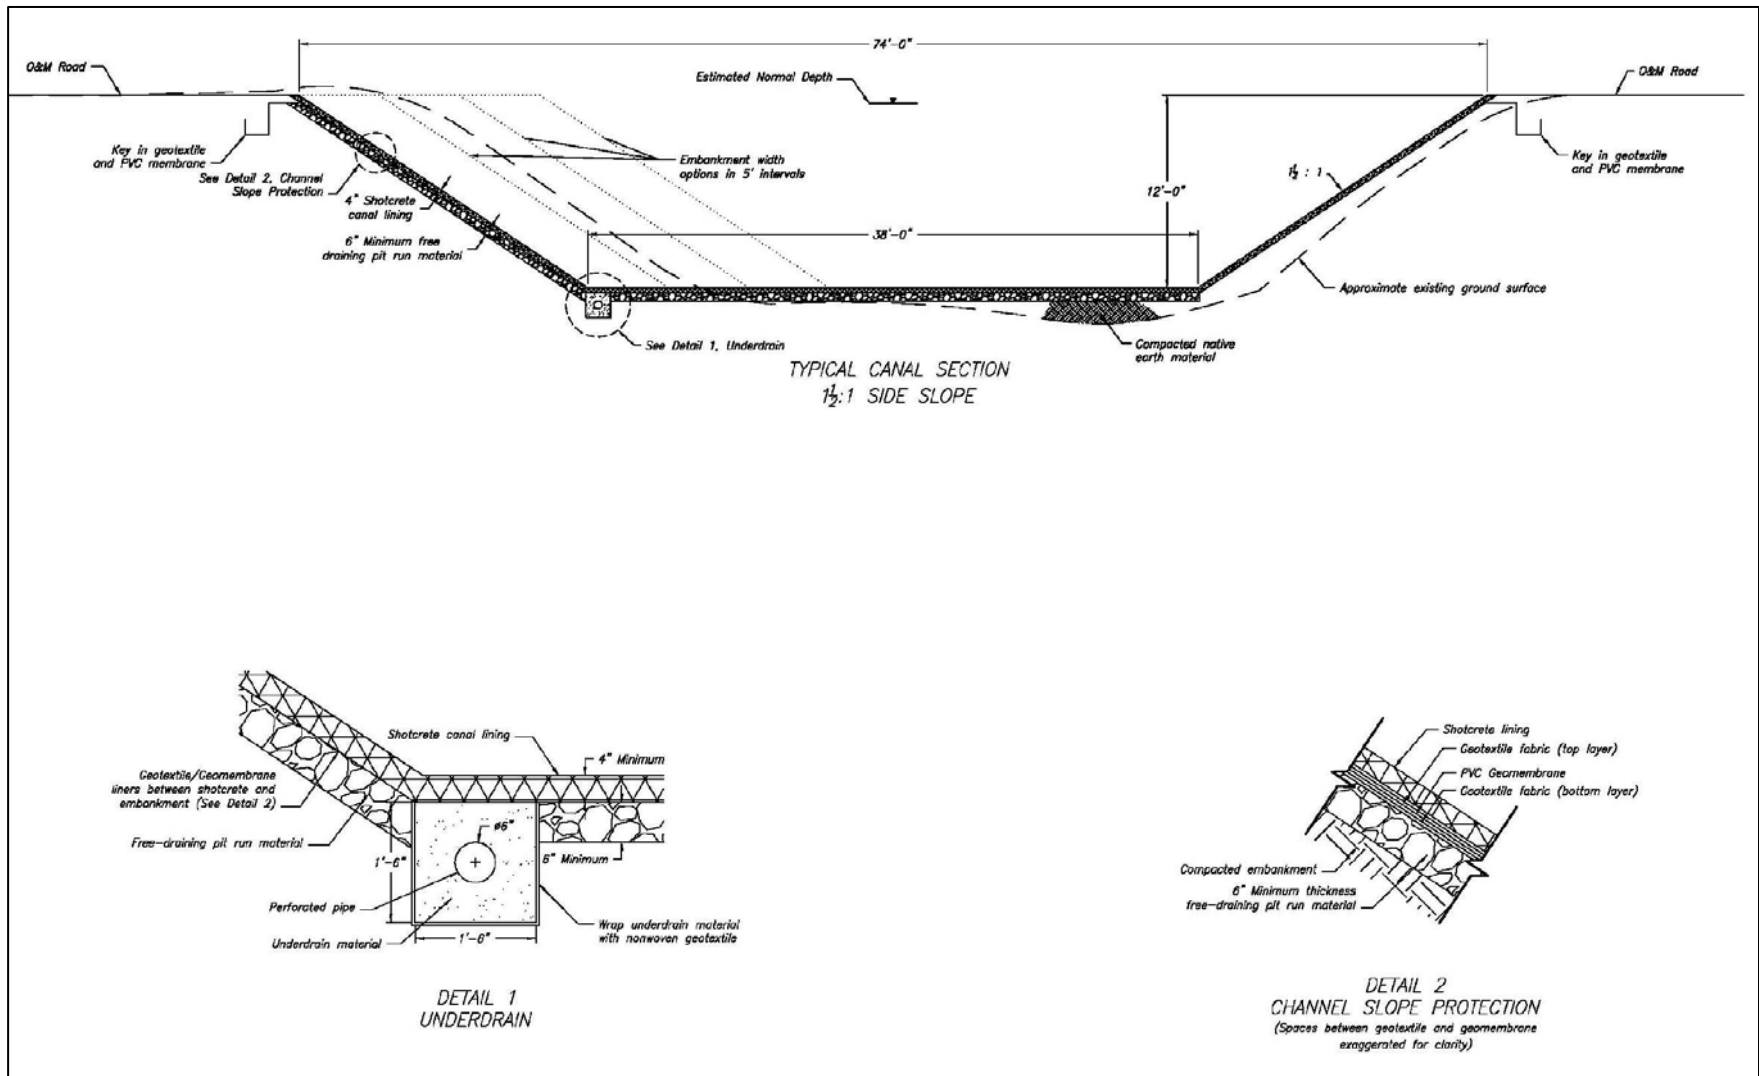 74'-0"
O&M Road
Estimated Normal Depth
O&M Road
Key in geotextile
and PVC membrane
See Detail 2, Channel
Slope Protection
4" Shotcrete
canal lining
6" Minimum free
draining pit run material
Embankment width
options in 5' intervals
12'-0"
1½ : 1
Key in geotextile
and PVC membrane
38'-0"
Approximate existing ground surface
See Detail 1, Underdrain
Compacted native
earth material
TYPICAL CANAL SECTION
1½:1 SIDE SLOPE
Shotcrete canal lining
4" Minimum
Geotextile/Geomembrane
liners between shotcrete and
embankment (See Detail 2)
Free-draining pit run material
ø6"
1'-6"
6" Minimum
Perforated pipe
Underdrain material
1'-6"
Wrap underdrain material
with nonwoven geotextile
DETAIL 1
UNDERDRAIN
Shotcrete lining
Geotextile fabric (top layer)
PVC Geomembrane
Geotextile fabric (bottom layer)
Compacted embankment
6" Minimum thickness
free-draining pit run material
DETAIL 2
CHANNEL SLOPE PROTECTION
(Spaces between geotextile and geomembrane
exaggerated for clarity)